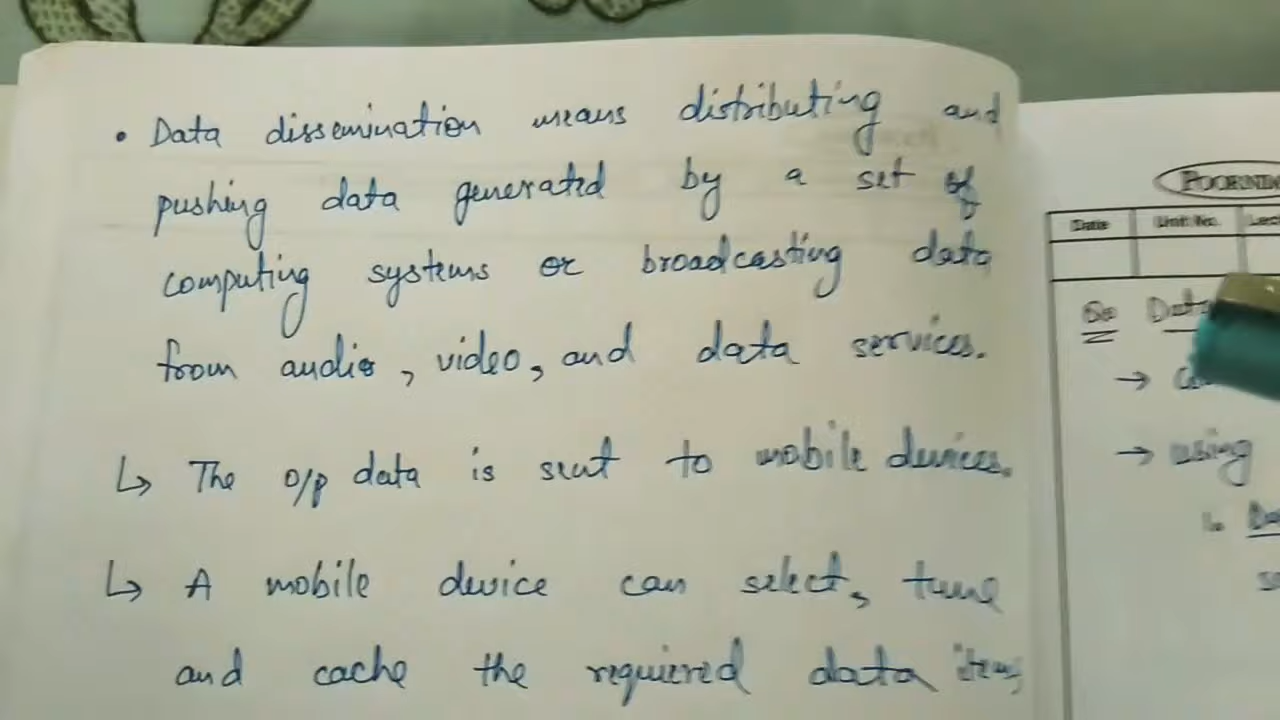 • Data dissemination means distributing and
pushing data generated by a set of
computing systems or broadcasting data
from audio, video, and data services.
↳ The o/p data is sent to mobile devices.
↳ A mobile device can select, tune
and cache the required data items,
Date Unit No.
Data
→
→ using